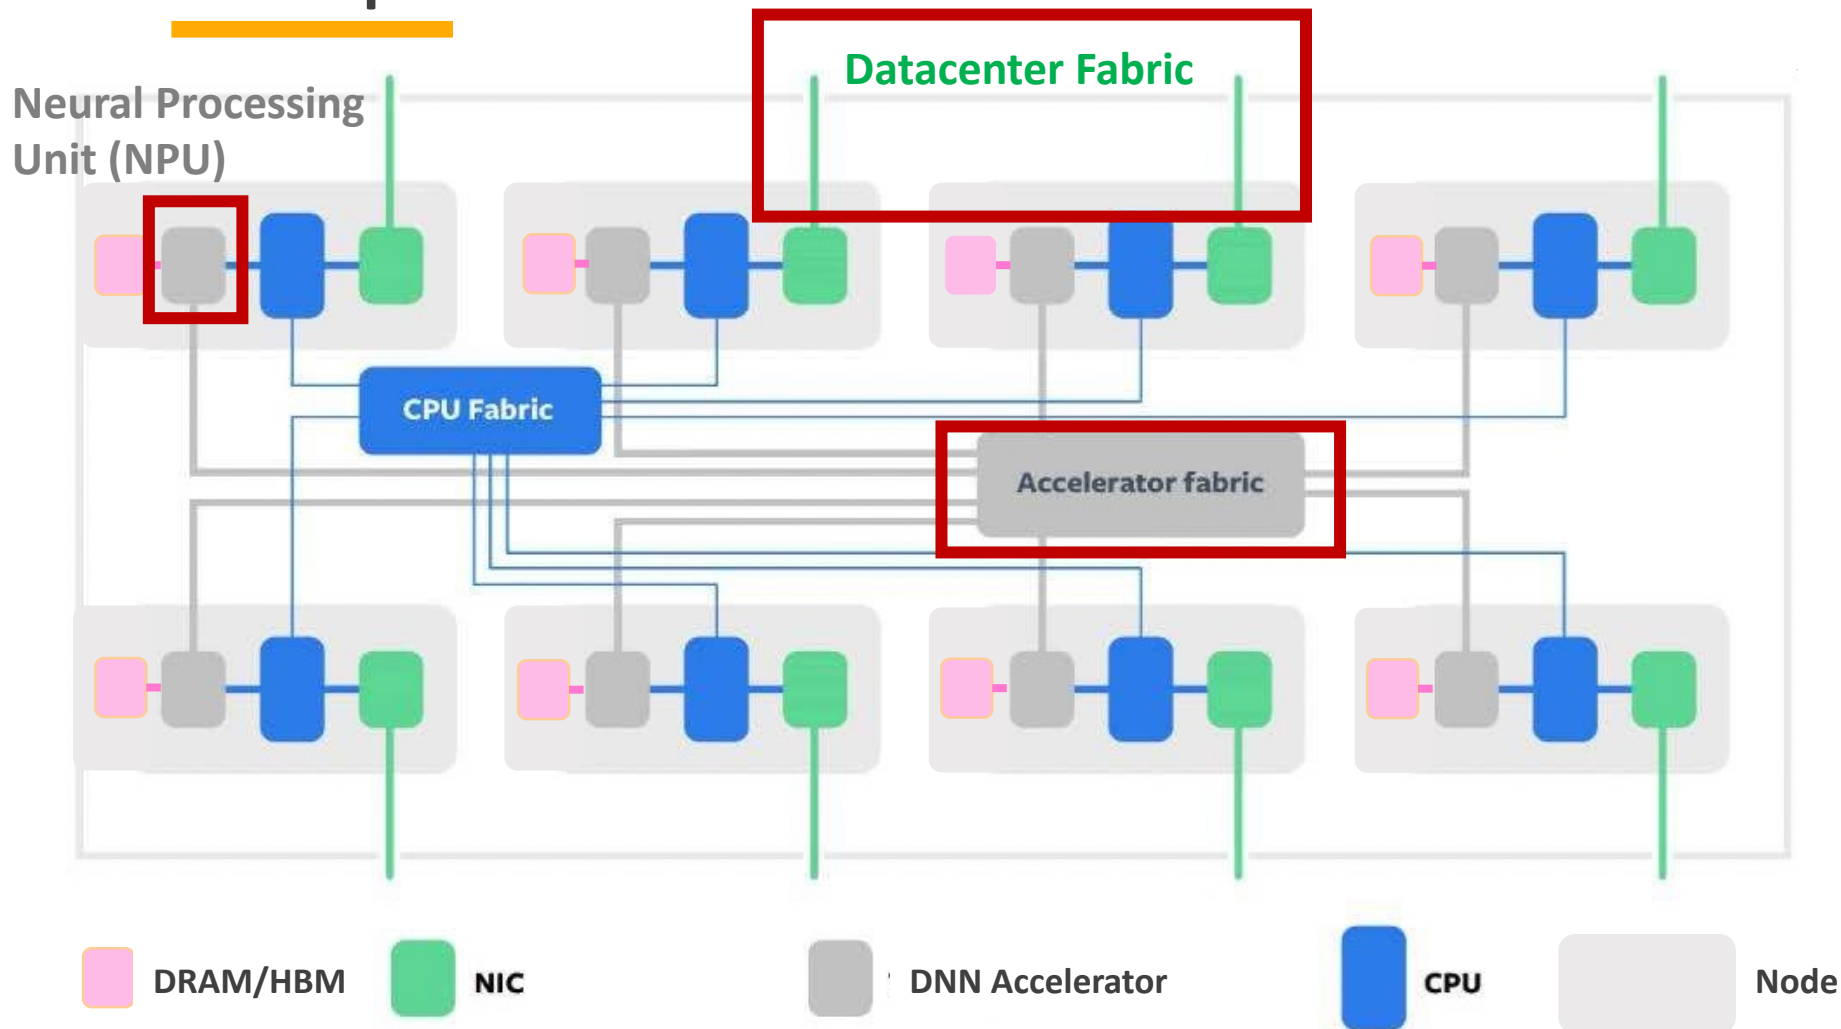 Datacenter Fabric
Neural Processing
Unit (NPU)
CPU Fabric
Accelerator fabric
DRAM/HBM
NIC
DNN Accelerator
CPU
Node